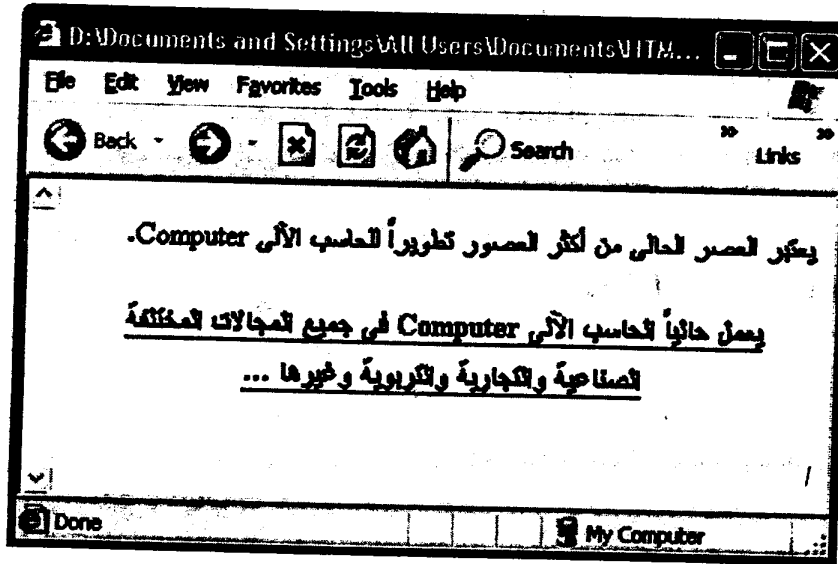 D:\Documents and Settings\All Users\Documents\HTM...
File Edit View Favorites Tools Help
Back Search Links
يعتبر العصر الحالى من أكثر العصور تطويراً للحاسب الآلى Computer.
يعمل حالياً الحاسب الآلى Computer فى جميع المجالات المختلفة
الصناعية والتجارية والتربوية وغيرها ...
Done My Computer